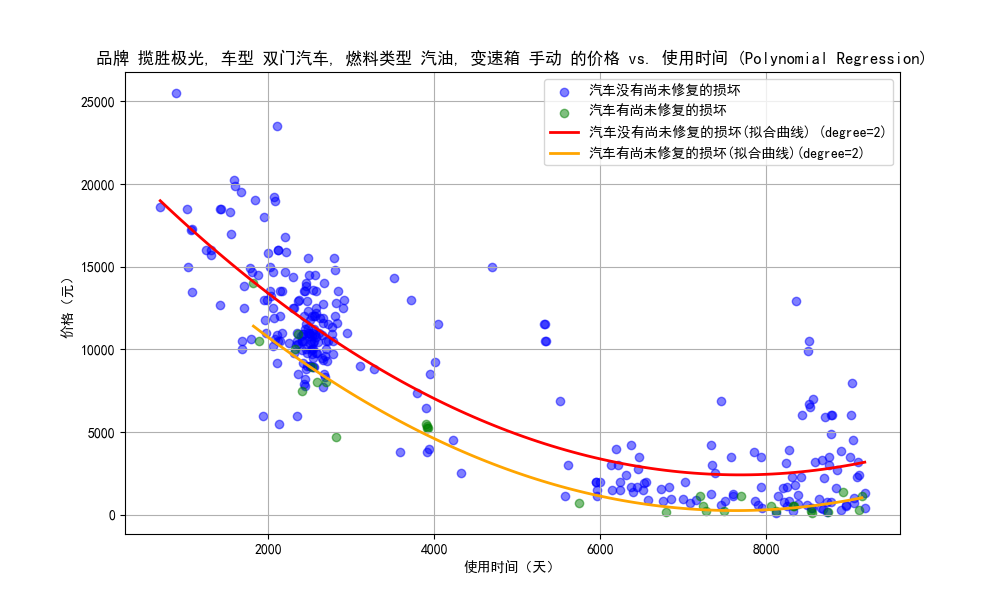 品牌 揽胜极光, 车型 双门汽车, 燃料类型 汽油, 变速箱 手动 的价格 vs. 使用时间 (Polynomial Regression)
汽车没有尚未修复的损坏
汽车有尚未修复的损坏
汽车没有尚未修复的损坏(拟合曲线) (degree=2)
汽车有尚未修复的损坏(拟合曲线)(degree=2)
25000
20000
15000
10000
5000
0
价格（元）
2000
4000
6000
8000
使用时间（天）